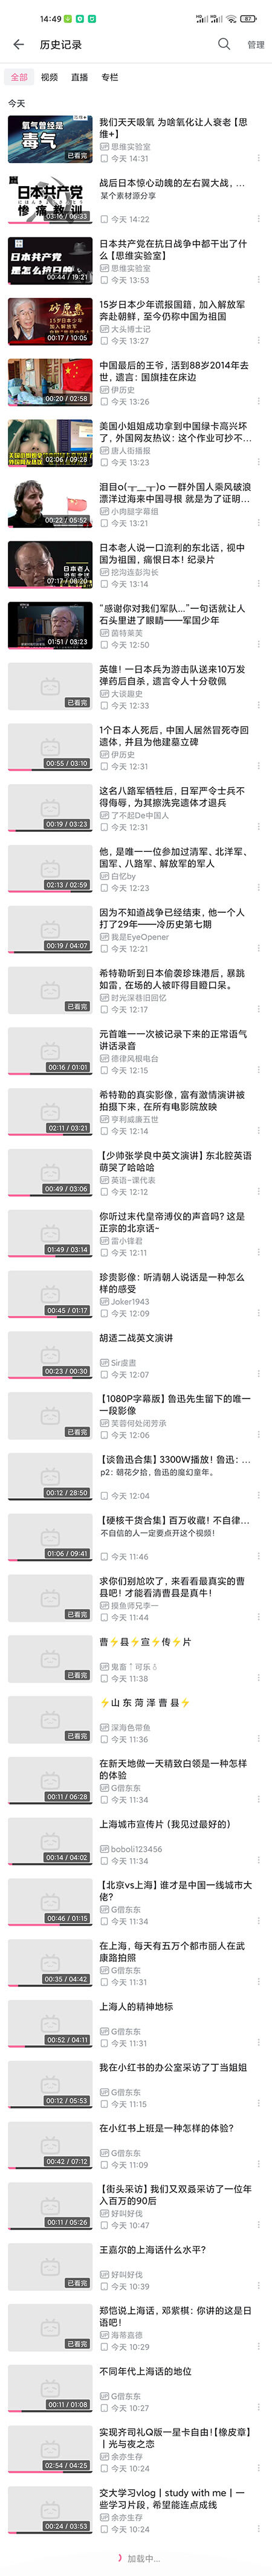 14:49
87
历史记录
管理
全部
视频
直播
专栏
今天
氧气曾经是
毒气
已看完
我们天天吸氧 为啥氧化让人衰老【思
维+】
思维实验室
今天 14:31
日本共产党
惨痛教训
03:16 / 06:33
战后日本惊心动魄的左右翼大战，...
某个素材源分享
今天 14:22
日本共产党
是怎么抗日的
00:44 / 19:21
日本共产党在抗日战争中都干出了什
么【思维实验室】
思维实验室
今天 13:53
00:17 / 10:05
15岁日本少年谎报国籍，加入解放军
奔赴朝鲜，至今仍称中国为祖国
大头博士记
今天 13:27
00:20 / 02:58
中国最后的王爷，活到88岁2014年去
世，遗言：国旗挂在床边
伊历史
今天 13:26
02:06 / 09:28
美国小姐姐成功拿到中国绿卡高兴坏
了，外国网友热议：这个作业可抄不...
唐人街播报
今天 13:23
00:22 / 05:52
泪目o(╥﹏╥)o 一群外国人乘风破浪
漂洋过海来中国寻根 就是为了证明...
小肉腿字幕组
今天 13:21
07:17 / 08:20
日本老人说一口流利的东北话，视中
国为祖国，痛恨日本！纪录片
挖沟连彭沟长
今天 13:14
01:51 / 03:23
“感谢你对我们军队...”一句话就让人
石头里进了眼睛——军国少年
茵特莱芙
今天 12:50
已看完
英雄！一日本兵为游击队送来10万发
弹药后自杀，遗言令人十分敬佩
大谈趣史
今天 12:33
00:55 / 03:10
1个日本人死后，中国人居然冒死夺回
遗体，并且为他建墓立碑
伊历史
今天 12:31
00:19 / 03:23
这名八路军牺牲后，日军严令士兵不
得侮辱，为其擦洗完遗体才退兵
了不起De中国人
今天 12:31
02:13 / 02:59
他，是唯一一位参加过清军、北洋军、
国军、八路军、解放军的军人
白忆by
今天 12:23
00:19 / 04:07
因为不知道战争已经结束，他一个人
打了29年——冷历史第七期
我是EyeOpener
今天 12:21
已看完
希特勒听到日本偷袭珍珠港后，暴跳
如雷，在场的人被吓得目瞪口呆。
时光深巷旧回忆
今天 12:17
00:16 / 01:01
元首唯一一次被记录下来的正常语气
讲话录音
德律风根电台
今天 12:15
02:11 / 03:21
希特勒的真实影像，富有激情演讲被
拍摄下来，在所有电影院放映
亨利威廉五世
今天 12:14
00:49 / 03:06
【少帅张学良中英文演讲】东北腔英语
萌哭了哈哈哈
英语-课代表
今天 12:12
01:49 / 03:14
你听过末代皇帝溥仪的声音吗？这是
正宗的北京话~
雷小锋君
今天 12:11
00:45 / 01:17
珍贵影像：听清朝人说话是一种怎么
样的感受
Joker1943
今天 12:09
00:23 / 00:30
胡适二战英文演讲
Sir虔晝
今天 12:07
已看完
【1080P字幕版】鲁迅先生留下的唯一
一段影像
芙蓉何处闭芳承
今天 12:06
00:12 / 28:50
【谈鲁迅合集】3300W播放！鲁迅：...
p2：朝花夕拾，鲁迅的魔幻童年。
今天 12:04
01:06 / 09:41
【硬核干货合集】百万收藏！不自律...
不自信的人一定要点开这个视频！
今天 11:46
已看完
求你们别尬吹了，来看看最真实的曹
县吧！才能看清曹县是真牛！
摸鱼师兄李一
今天 11:44
已看完
曹⚡县⚡宣⚡传⚡片
今天 11:38
已看完
⚡山 东 菏 泽 曹 县⚡
深海色带鱼
今天 11:36
00:11 / 06:28
在新天地做一天精致白领是一种怎样
的体验
G僧东东
今天 11:34
00:14 / 04:02
上海城市宣传片（我见过最好的）
boboli123456
今天 11:34
00:46 / 01:15
【北京vs上海】谁才是中国一线城市大
佬？
G僧东东
今天 11:34
00:35 / 04:42
在上海，每天有五万个都市丽人在武
康路拍照
G僧东东
今天 11:31
00:52 / 04:11
上海人的精神地标
G僧东东
今天 11:31
00:12 / 05:53
我在小红书的办公室采访了丁当姐姐
G僧东东
今天 11:15
00:42 / 07:12
在小红书上班是一种怎样的体验？
G僧东东
今天 11:09
00:11 / 05:26
【街头采访】我们又双叒采访了一位年
入百万的90后
好叫好伐
今天 10:47
已看完
王嘉尔的上海话什么水平？
好叫好伐
今天 10:39
已看完
郑恺说上海话，邓紫棋：你讲的这是日
语吧！
海蒂嘉德
今天 10:29
00:11 / 01:08
不同年代上海话的地位
G僧东东
今天 10:27
02:54 / 04:25
实现齐司礼Q版一星卡自由！【橡皮章】
丨光与夜之恋
余亦生存
今天 10:24
00:24 / 03:53
交大学习vlog丨study with me丨一
些学习片段，希望能连点成线
余亦生存
今天 10:24
加载中...